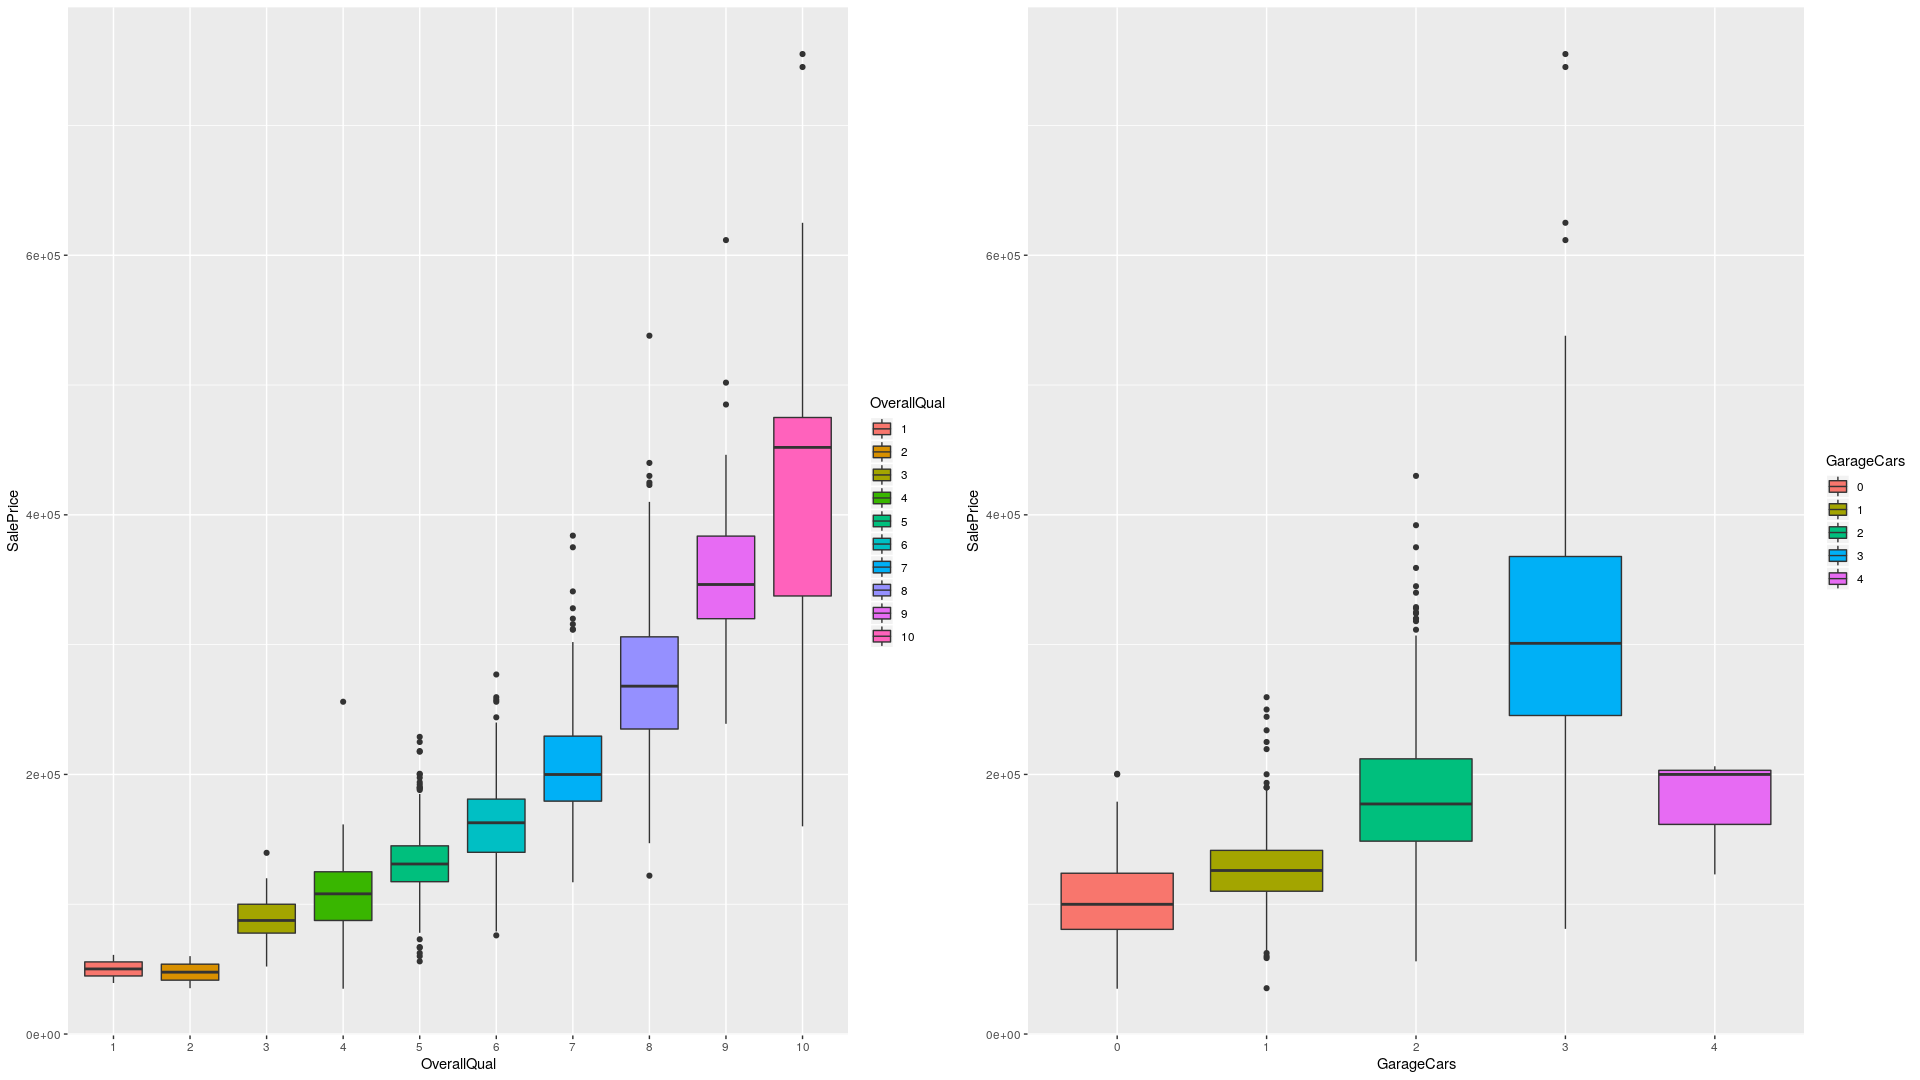 SalePrice
6e+05
4e+05
2e+05
0e+00
1 2 3 4 5 6 7 8 9 10
OverallQual
OverallQual
1
2
3
4
5
6
7
8
9
10
SalePrice
6e+05
4e+05
2e+05
0e+00
0 1 2 3 4
GarageCars
GarageCars
0
1
2
3
4